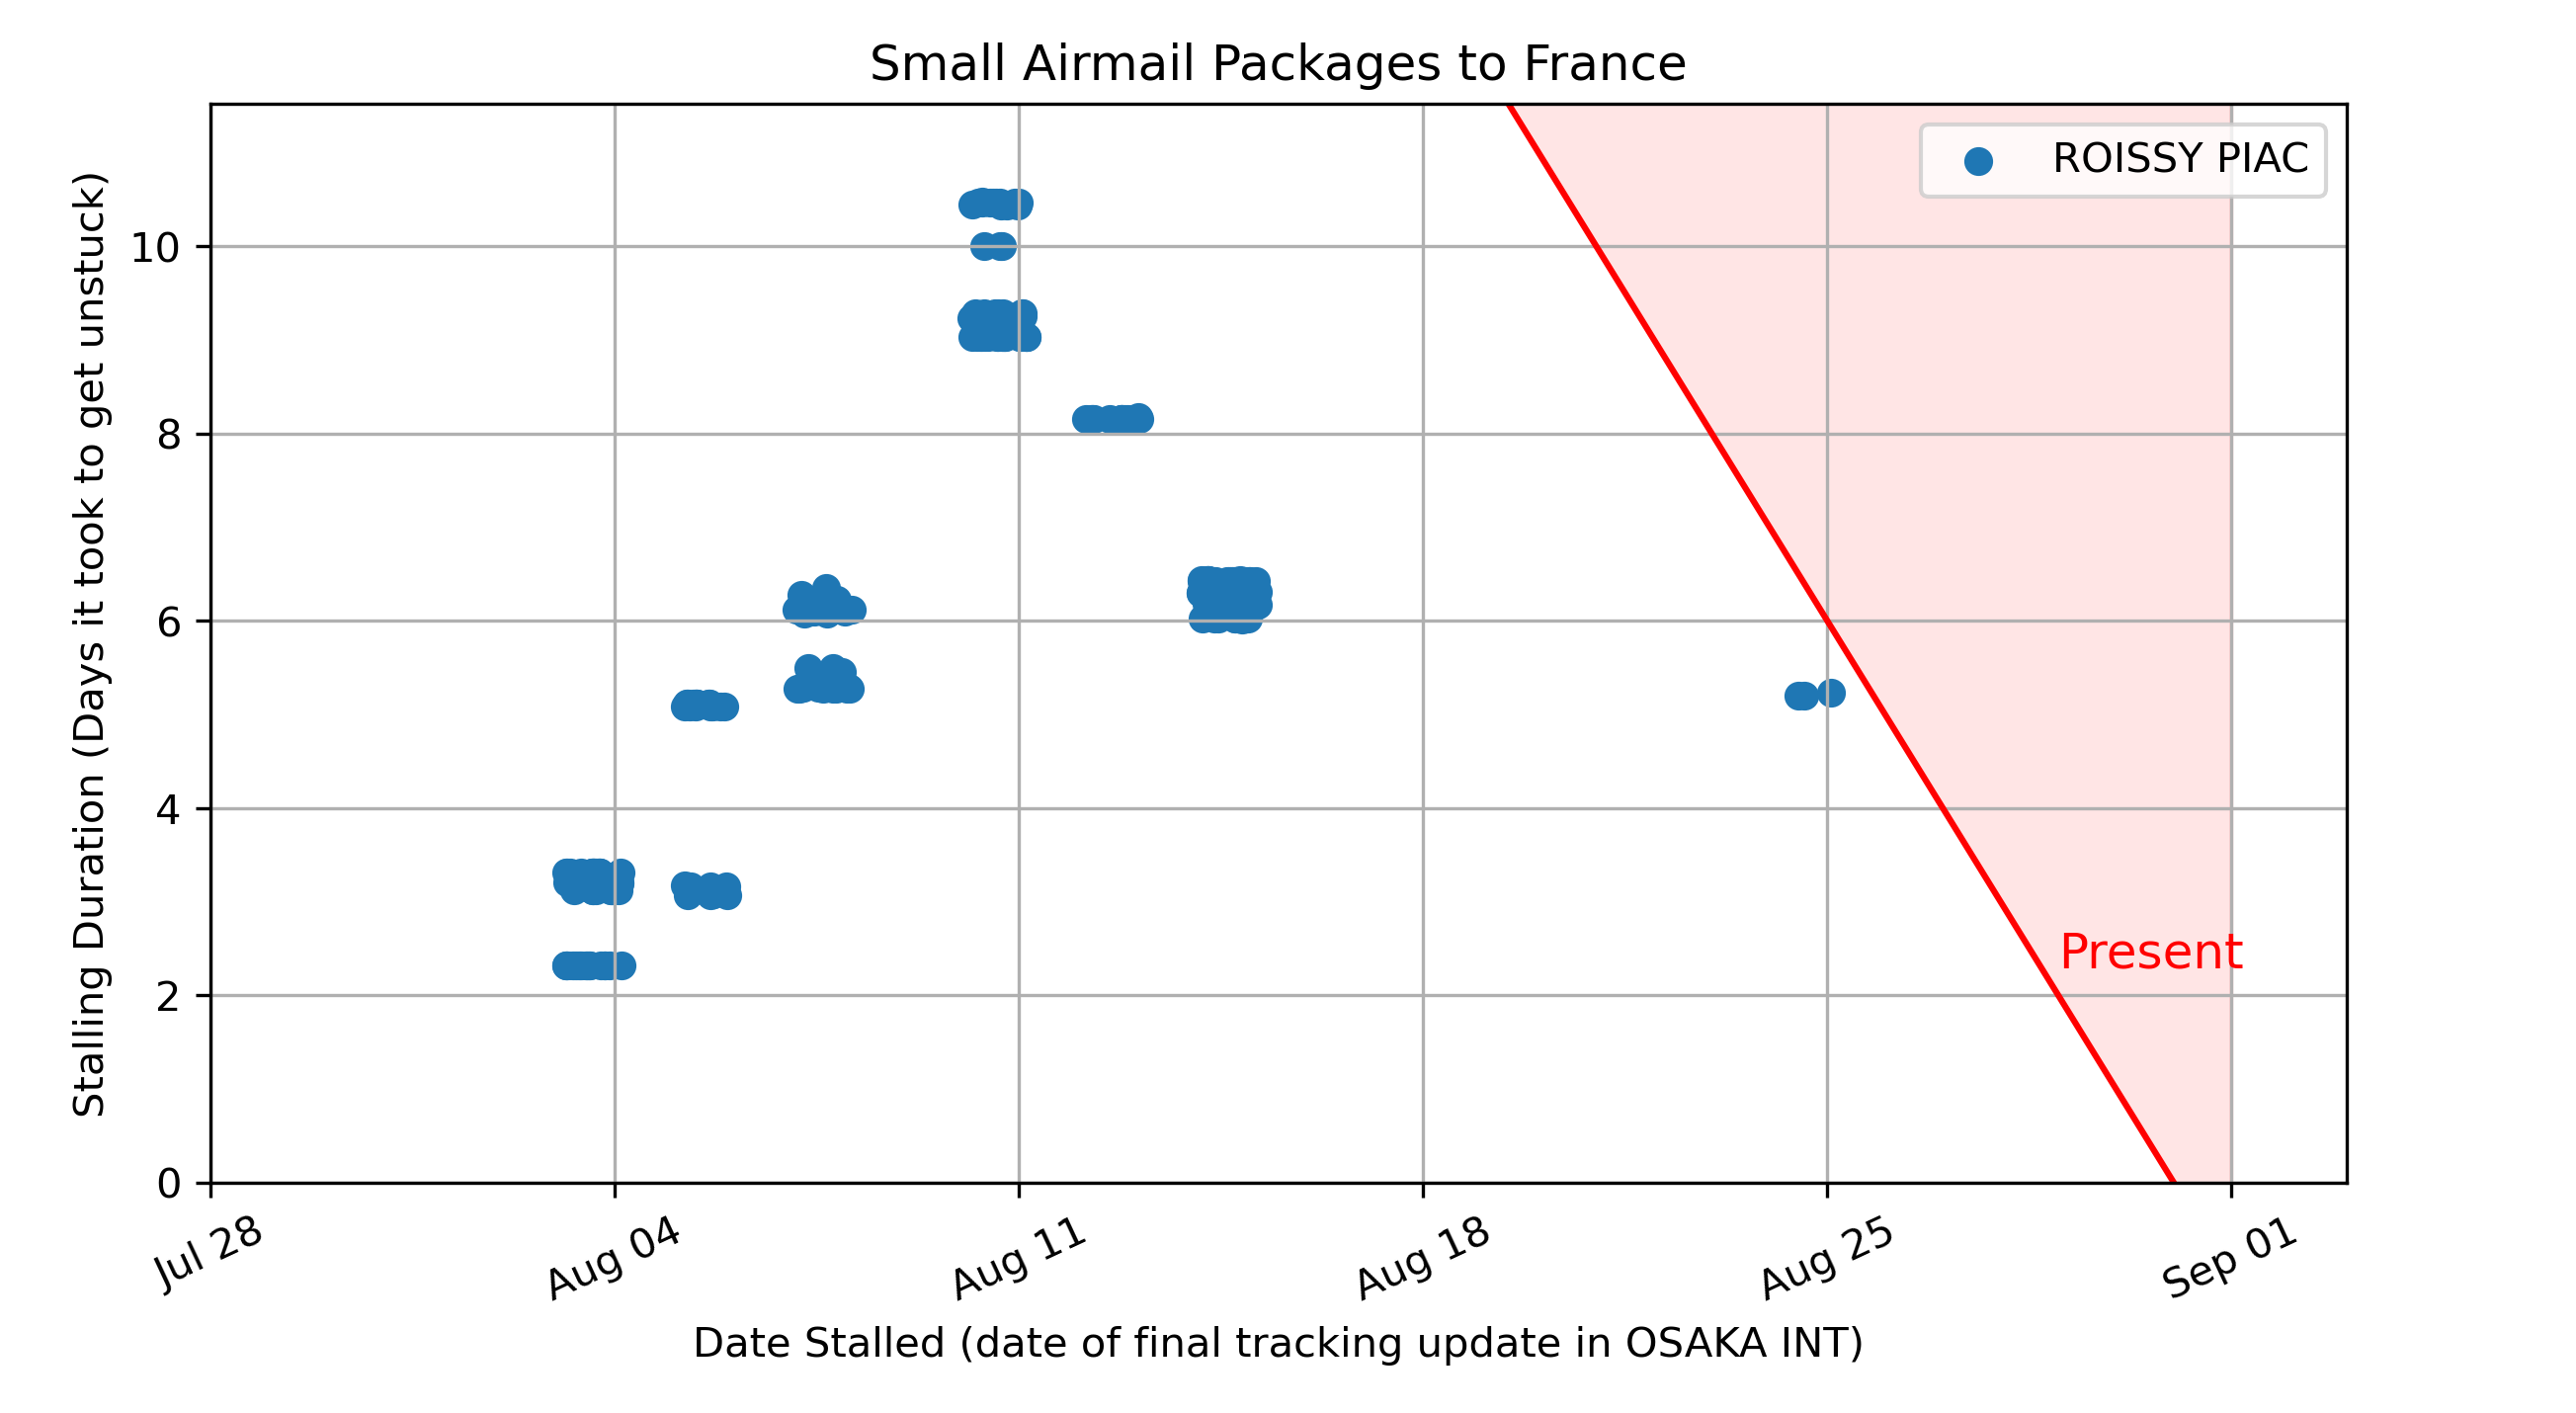 Small Airmail Packages to France
Stalling Duration (Days it took to get unstuck)
ROISSY PIAC
10
8
6
4
2
0
Present
Jul 28
Aug 04
Aug 11
Aug 18
Aug 25
Sep 01
Date Stalled (date of final tracking update in OSAKA INT)